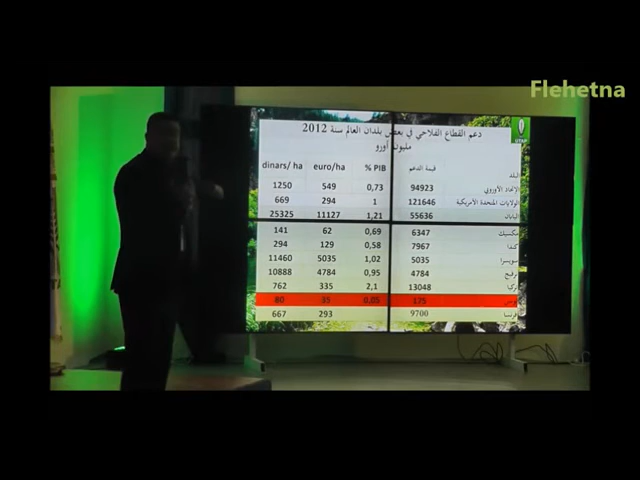 Flehetna
دعم القطاع الفلاحي في بعض بلدان العالم سنة 2012
مليون أورو
UTAP
dinars/ ha euro/ha % PIB قيمة الدعم البلد
1250 549 0,73 94923 الإتحاد الأوروبي
669 294 1 121646 الولايات المتحدة الأمريكية
25325 11127 1,21 55636 اليابان
141 62 0,69 6347 مكسيك
294 129 0,58 7967 كندا
11460 5035 1,02 5035 سويسرا
10888 4784 0,95 4784 نرفيج
762 335 2,1 13048 تركيا
80 35 0,05 175 تونس
667 293 9700 فرنسا